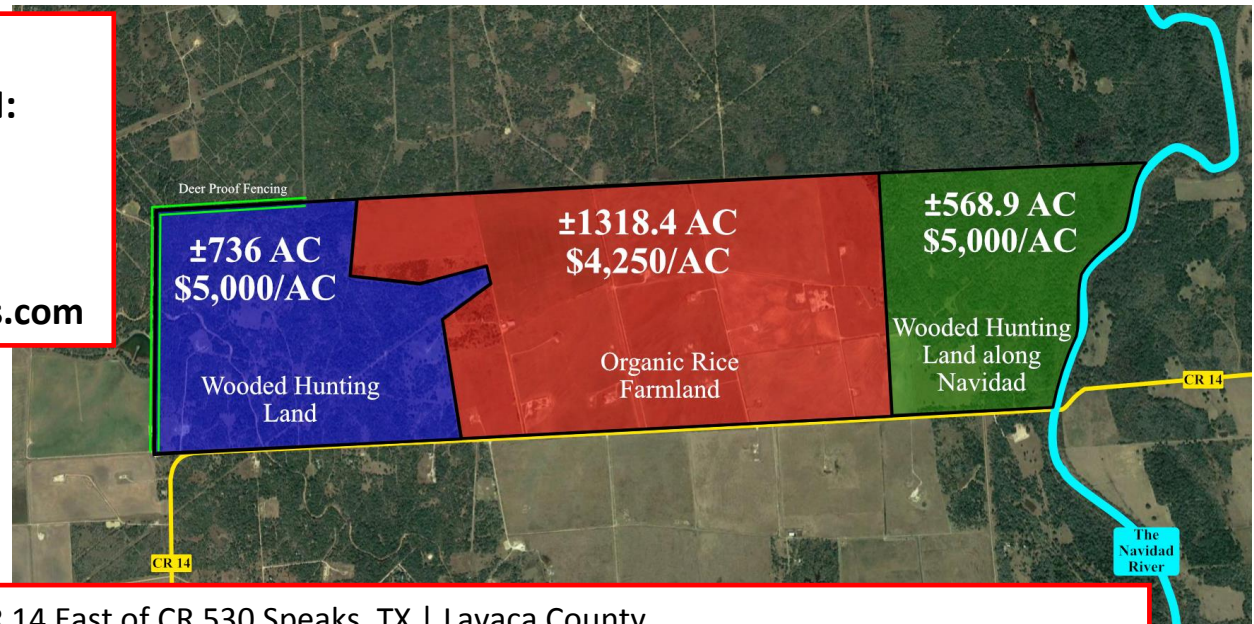 :
s.com
Deer Proof Fencing
±736 AC
$5,000/AC
Wooded Hunting
Land
±1318.4 AC
$4,250/AC
Organic Rice
Farmland
±568.9 AC
$5,000/AC
Wooded Hunting
Land along
Navidad
CR 14
CR 14
The
Navidad
River
14 East of CR 530 Speaks, TX | Lavaca County